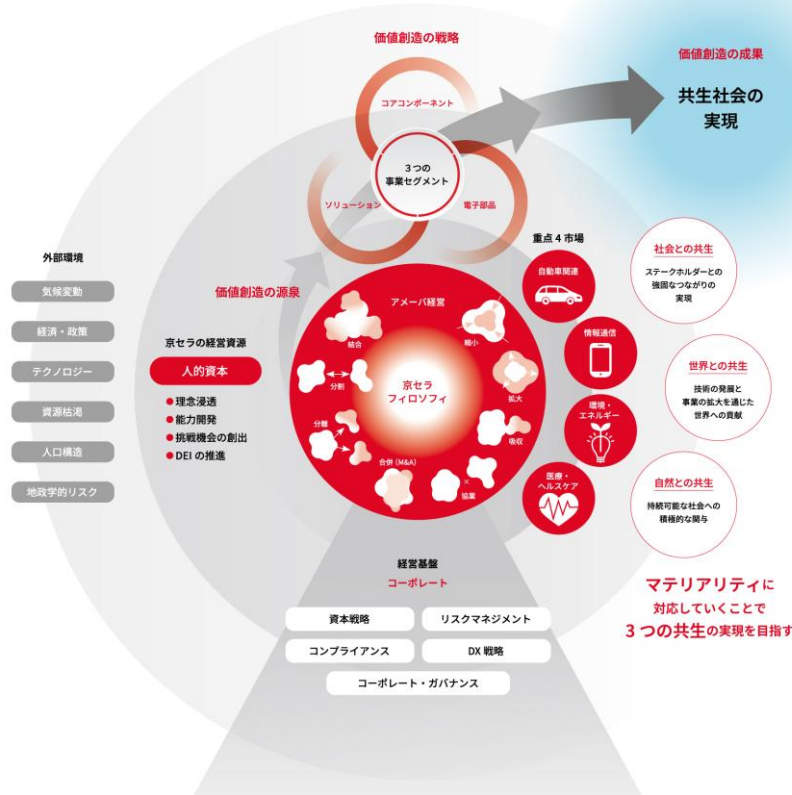 価値創造の戦略
コアコンポーネント
3つの
事業セグメント
ソリューション
電子部品
価値創造の成果
共生社会の
実現
外部環境
気候変動
経済・政策
テクノロジー
資源枯渇
人口構造
地政学的リスク
価値創造の源泉
京セラの経営資源
人的資本
●理念浸透
●能力開発
●挑戦機会の創出
●DEIの推進
アメーバ経営
結合
縮小
分割
拡大
分離
吸収
合併(M&A)
×
協業
京セラ
フィロソフィ
重点4市場
自動車関連
情報通信
環境・
エネルギー
医療・
ヘルスケア
社会との共生
ステークホルダーとの
強固なつながりの
実現
世界との共生
技術の発展と
事業の拡大を通じた
世界への貢献
自然との共生
持続可能な社会への
積極的な関与
マテリアリティに
対応していくことで
3つの共生の実現を目指す
経営基盤
コーポレート
資本戦略
リスクマネジメント
コンプライアンス
DX戦略
コーポレート・ガバナンス